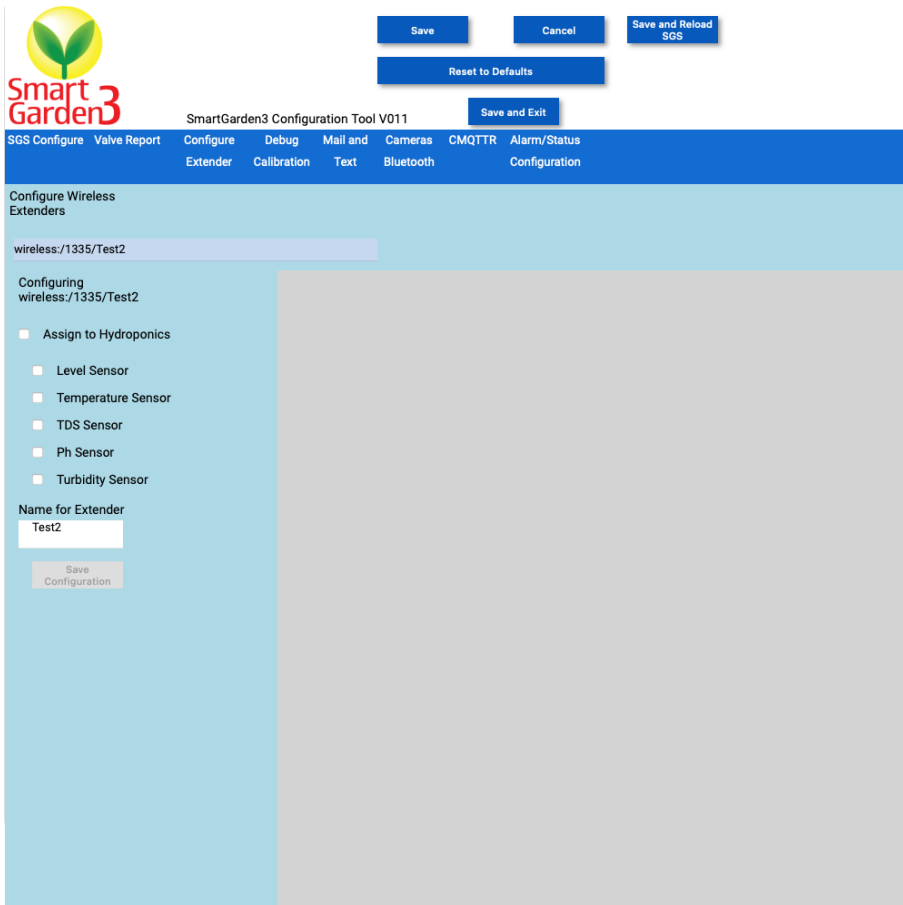 Smart
Garden3
Save
Cancel
Save and Reload
SGS
Reset to Defaults
SmartGarden3 Configuration Tool V011
Save and Exit
SGS Configure
Valve Report
Configure
Extender
Debug
Calibration
Mail and
Text
Cameras
Bluetooth
CMQTTR
Alarm/Status
Configuration
Configure Wireless
Extenders
wireless:/1335/Test2
Configuring
wireless:/1335/Test2
Assign to Hydroponics
Level Sensor
Temperature Sensor
TDS Sensor
Ph Sensor
Turbidity Sensor
Name for Extender
Test2
Save
Configuration